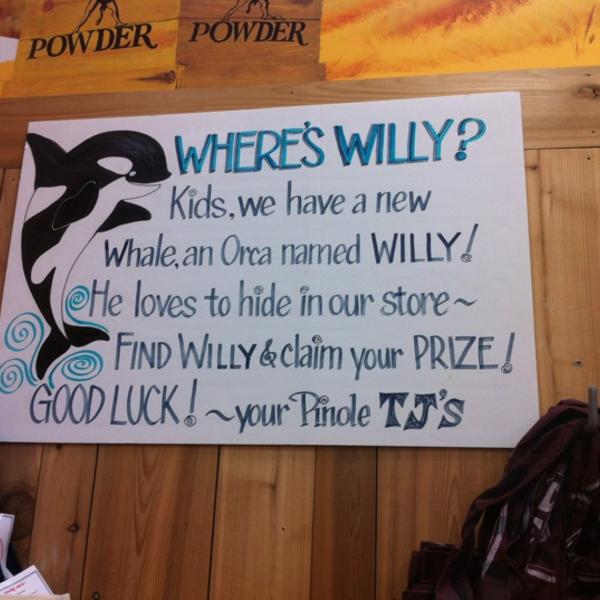 POWDER POWDER
WHERE'S WILLY?
Kids, we have a new
Whale, an Orca named WILLY!
He loves to hide in our store~
FIND WILLY & claim your PRIZE!
GOOD LUCK! ~your Pinole TJ's